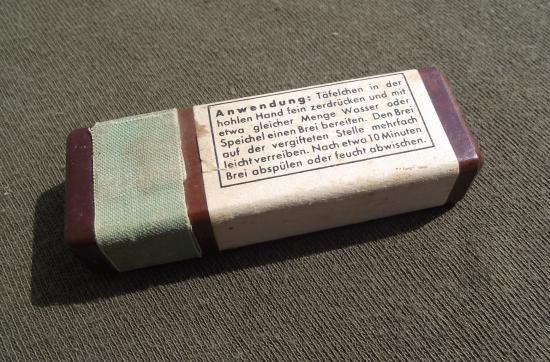 Anwendung: Täfelchen in der
hohlen Hand fein zerdrücken und mit
etwa gleicher Menge Wasser oder
Speichel einen Brei bereiten. Den Brei
auf der vergifteten Stelle mehrfach
leicht verreiben. Nach etwa 10 Minuten
Brei abspülen oder feucht abwischen.